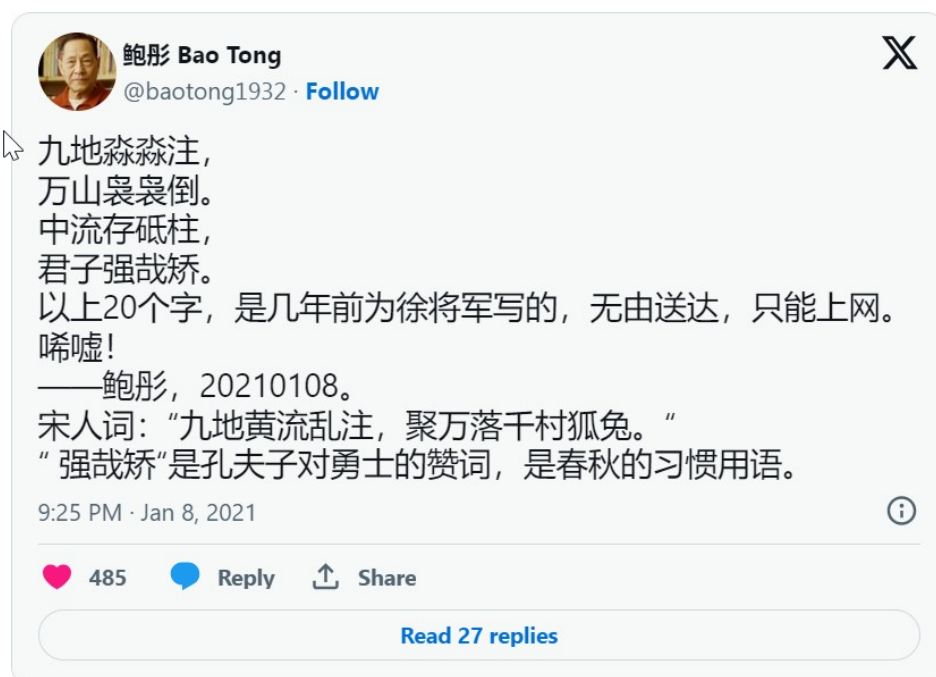 鲍彤 Bao Tong
@baotong1932 · Follow
九地淼淼注，
万山袅袅倒。
中流存砥柱，
君子强哉矫。
以上20个字，是几年前为徐将军写的，无由送达，只能上网。
唏嘘！
——鲍彤，20210108。
宋人词：“九地黄流乱注，聚万落千村狐兔。“
“ 强哉矫“是孔夫子对勇士的赞词，是春秋的习惯用语。
9:25 PM · Jan 8, 2021
485 Reply Share
Read 27 replies